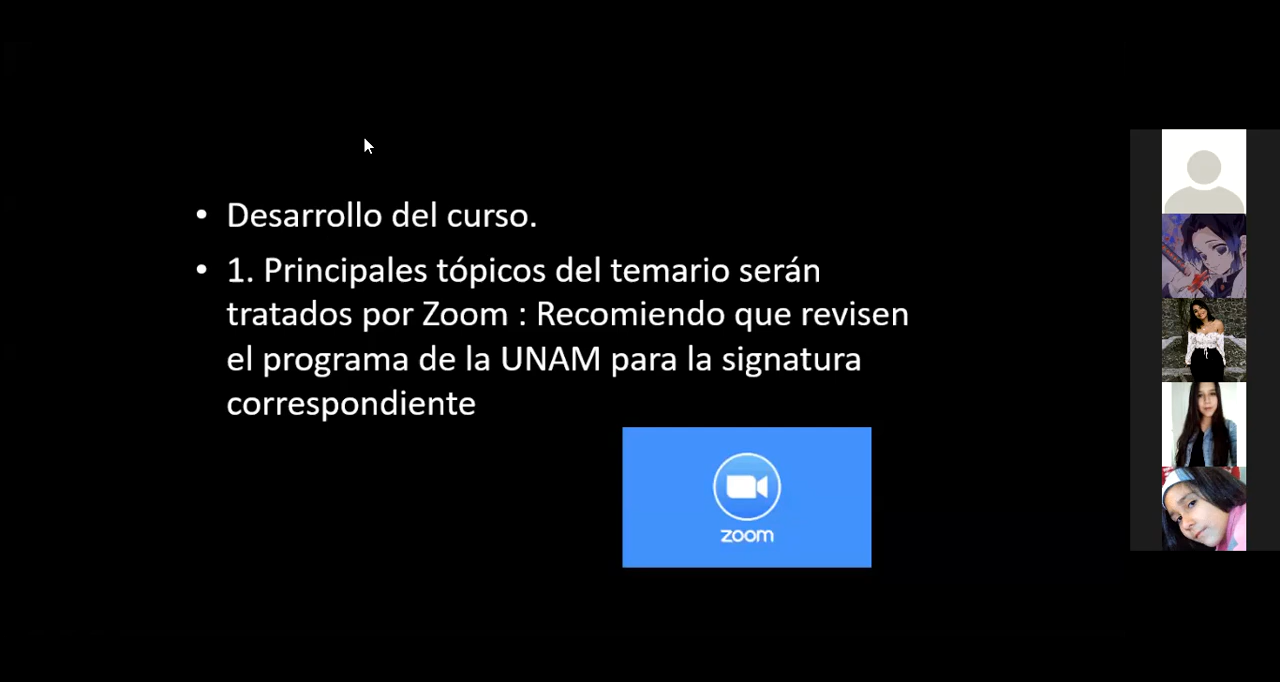 • Desarrollo del curso.
• 1. Principales tópicos del temario serán
tratados por Zoom : Recomiendo que revisen
el programa de la UNAM para la signatura
correspondiente
zoom